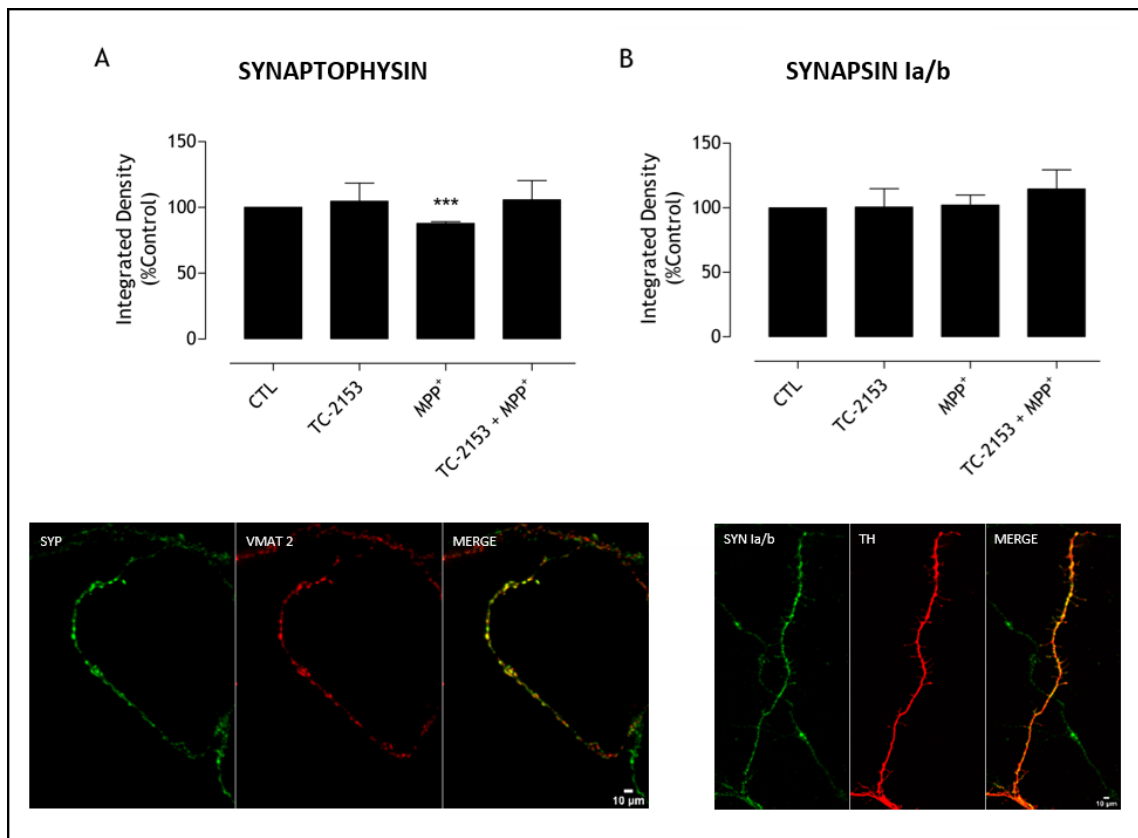 A
SYNAPTOPHYSIN
Integrated Density
(%Control)
150
100
50
0
***
CTL
TC-2153
MPP⁺
TC-2153 + MPP⁺
B
SYNAPSIN Ia/b
Integrated Density
(%Control)
150
100
50
0
CTL
TC-2153
MPP⁺
TC-2153 + MPP⁺
SYP
VMAT 2
MERGE
10 µm
SYN Ia/b
TH
MERGE
10 µm